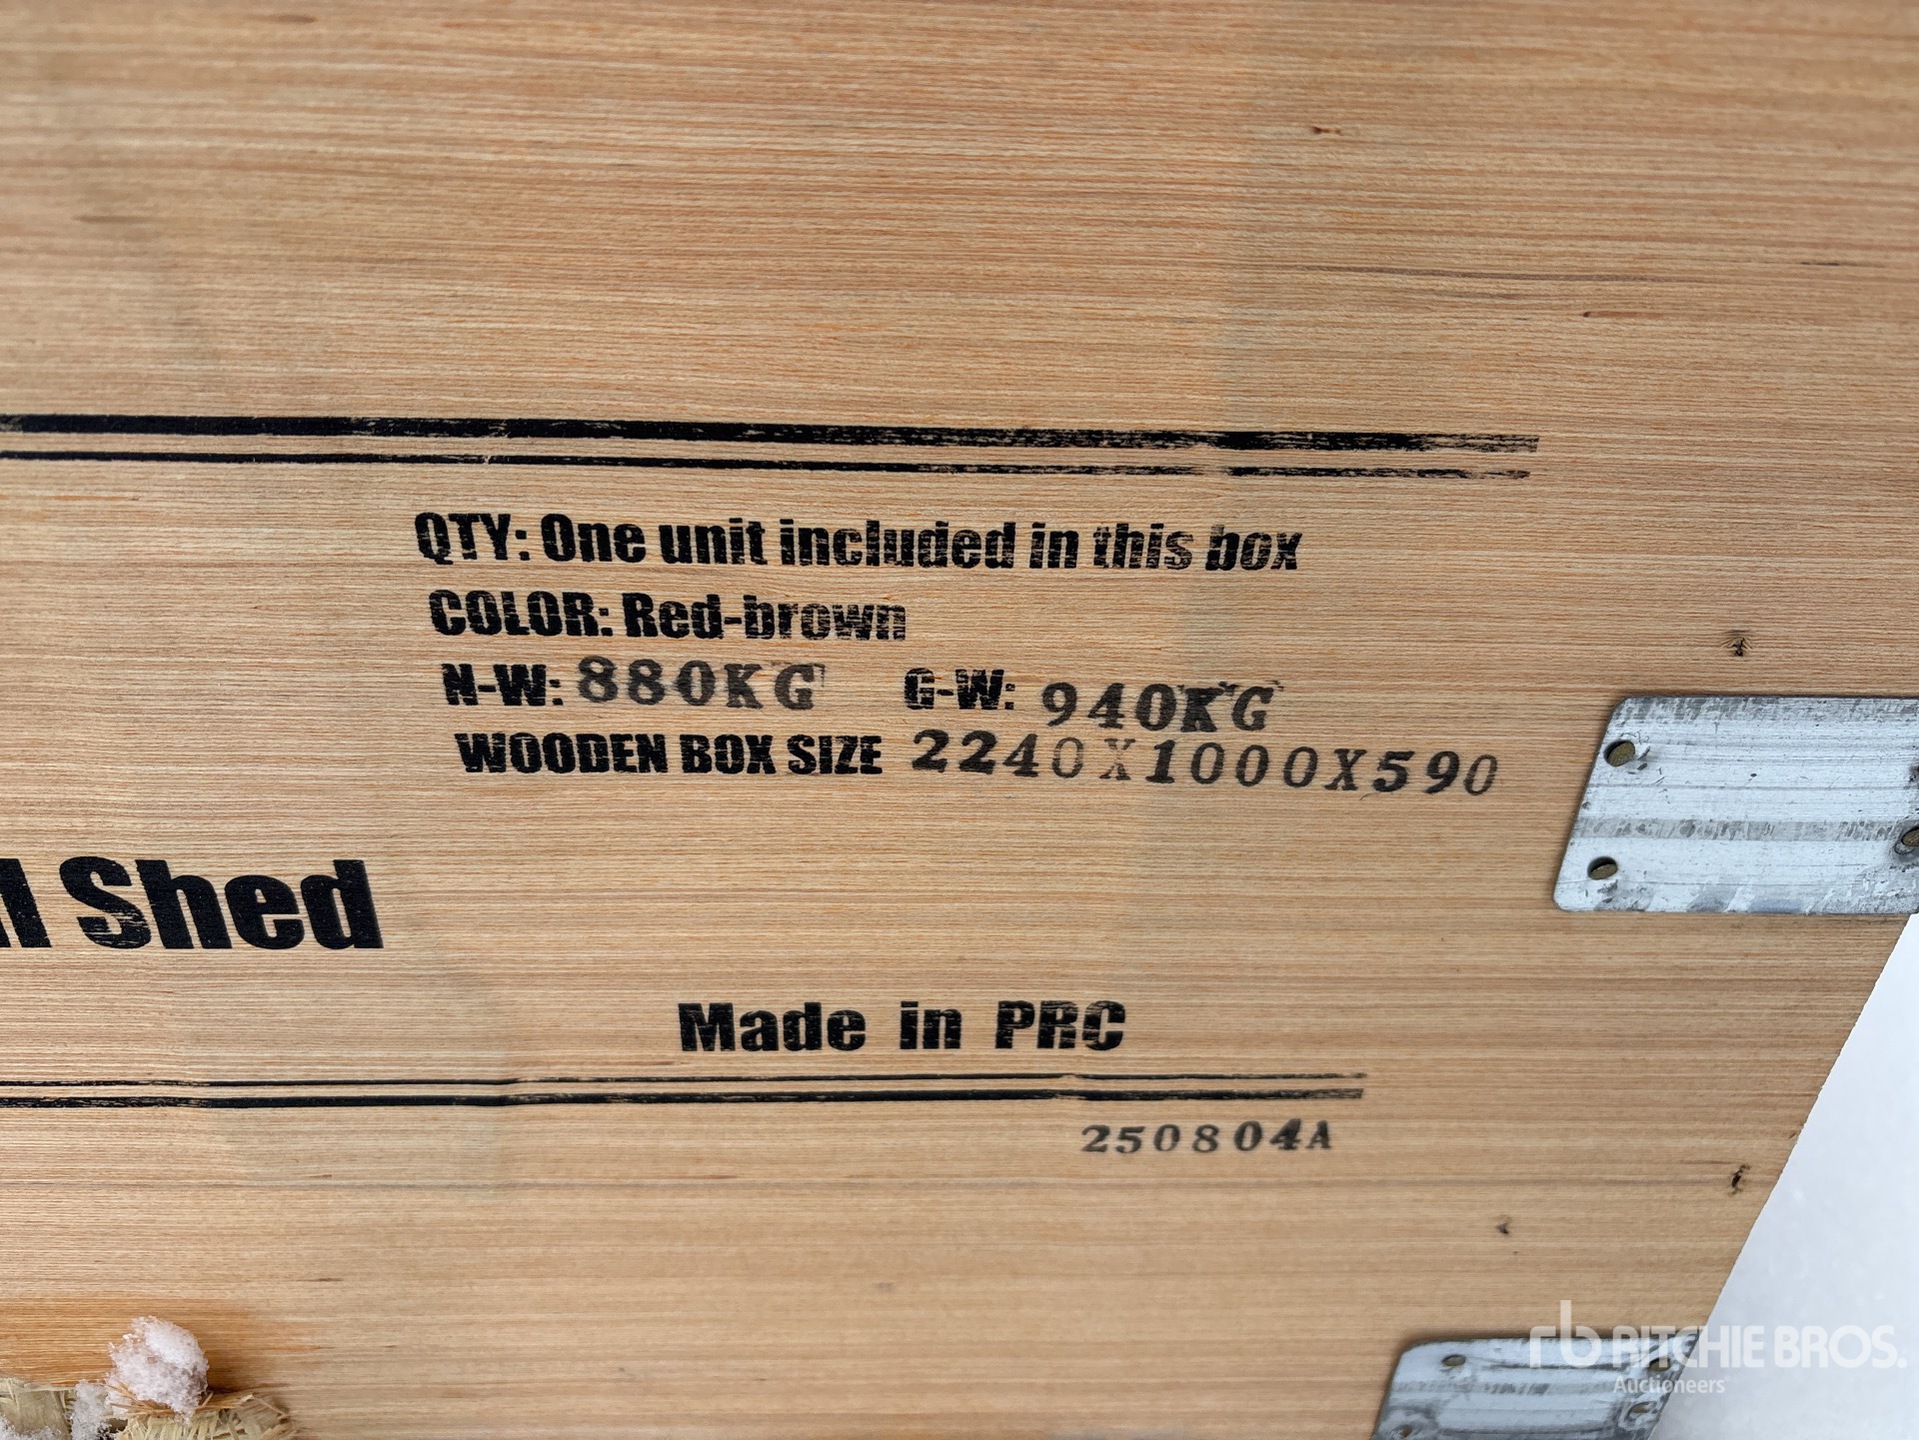 QTY: One unit included in this box
COLOR: Red-brown
N-W: 880KG G-W: 940KG
WOODEN BOX SIZE 2240X1000X590
Shed
Made in PRC
250804A
rb RITCHIE BROS.
Auctioneers